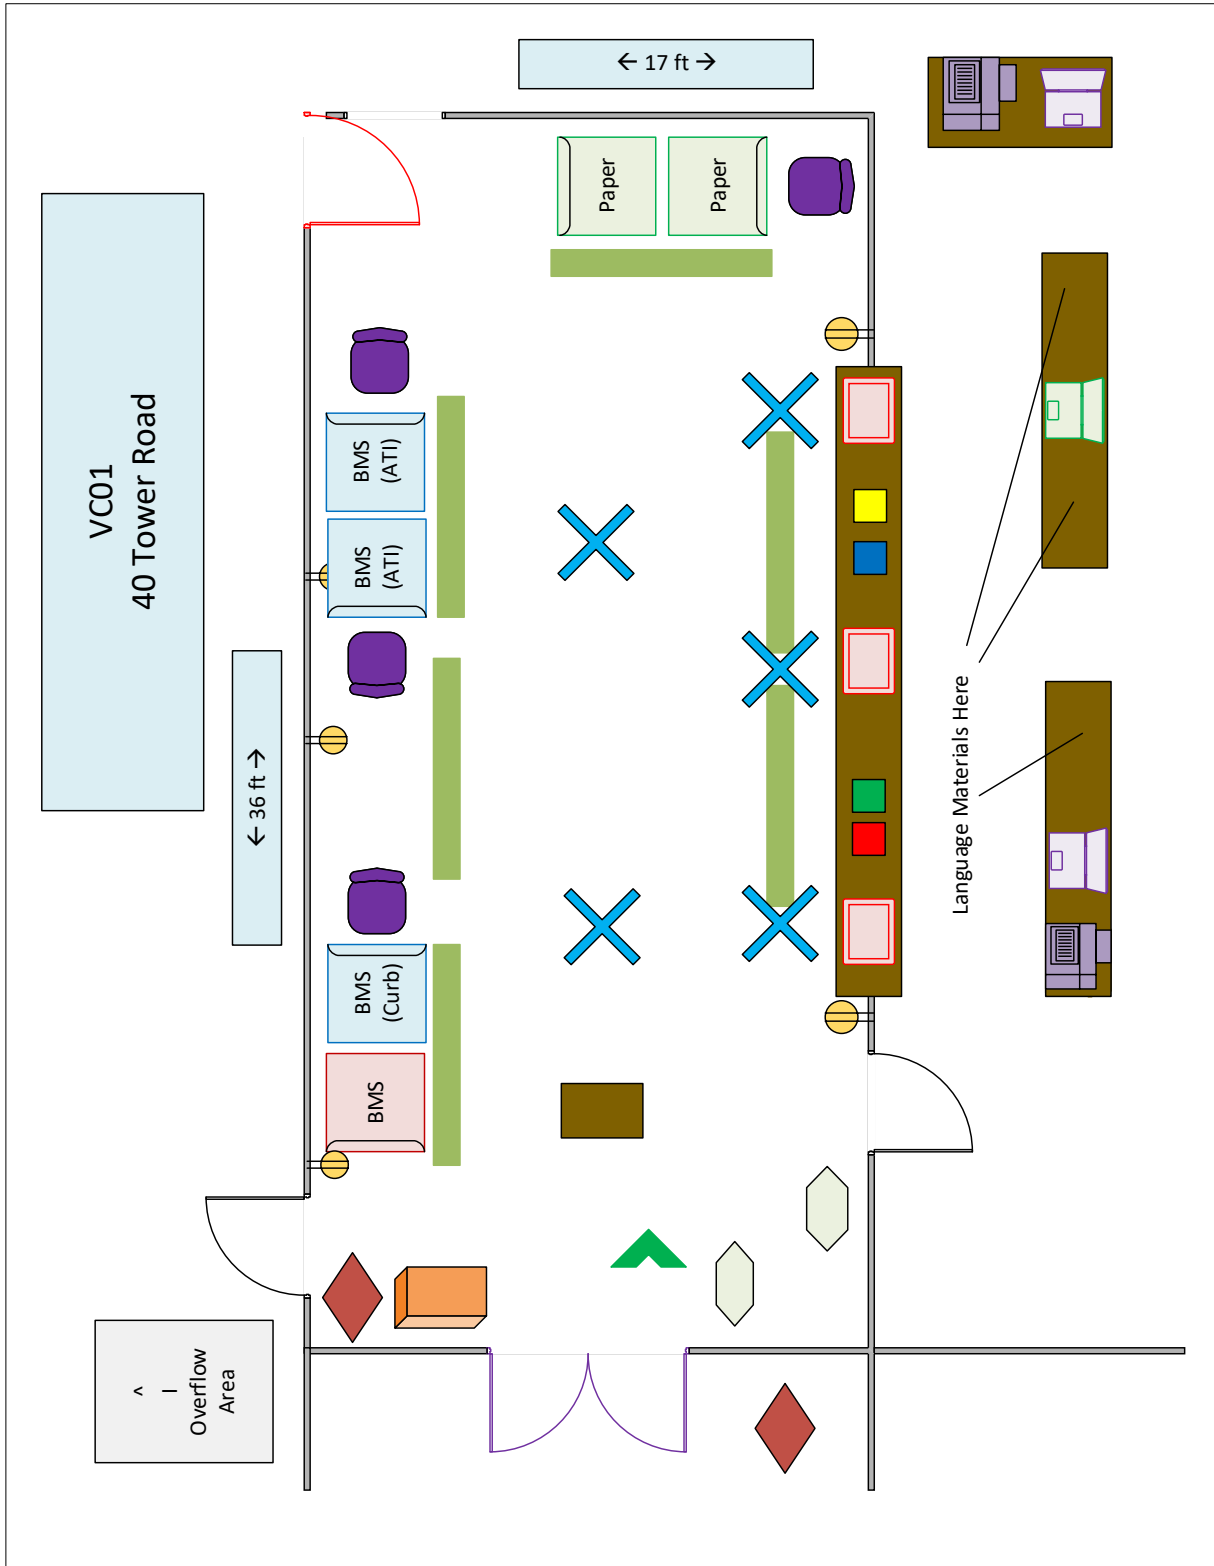 ← 17 ft →
VC01
40 Tower Road
Paper
Paper
BMS
(ATI)
BMS
(ATI)
← 36 ft →
BMS
(Curb)
BMS
Language Materials Here
^
I
Overflow
Area